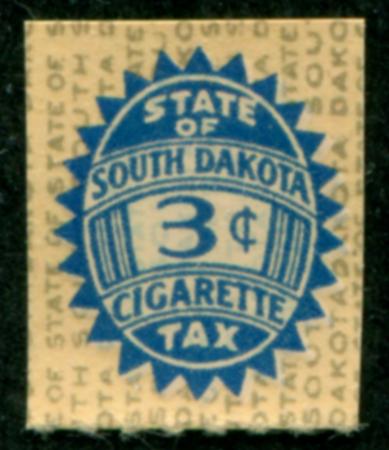 STATE
OF
SOUTH DAKOTA
3¢
CIGARETTE
TAX